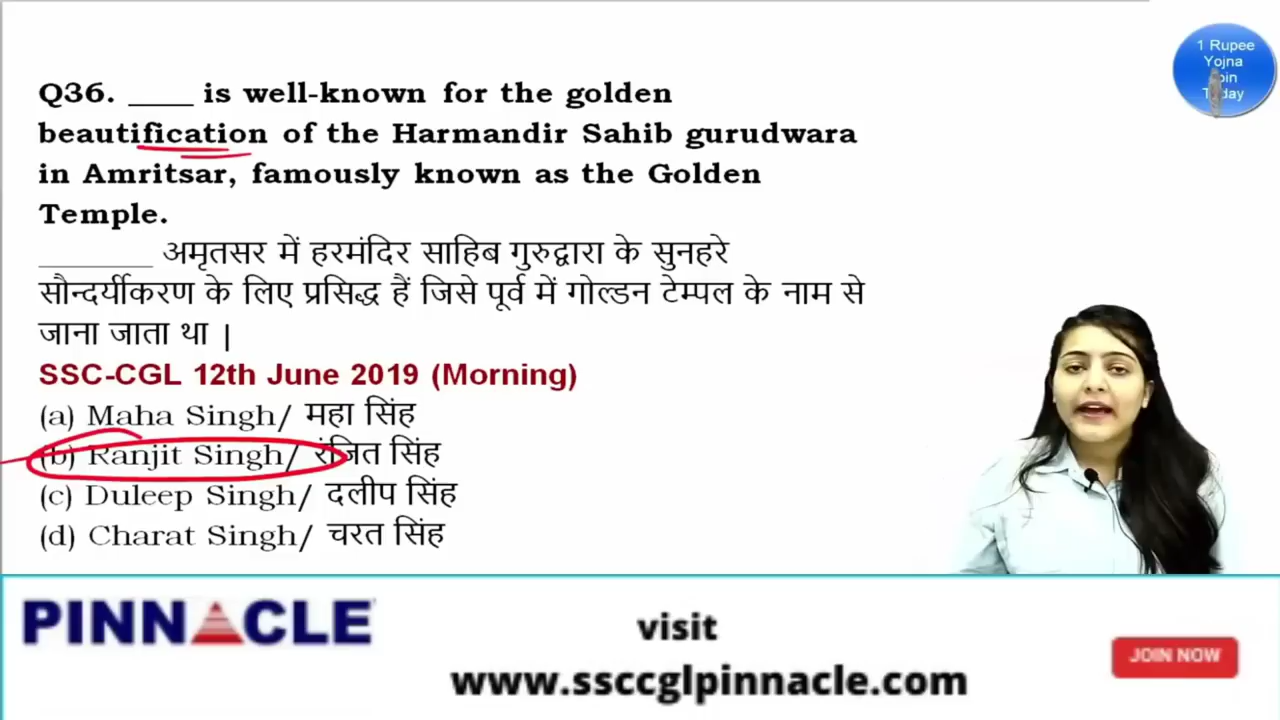 1 Rupee
Yojna
Today
Q36. ____ is well-known for the golden
beautification of the Harmandir Sahib gurudwara
in Amritsar, famously known as the Golden
Temple.
_______ अमृतसर में हरमंदिर साहिब गुरुद्वारा के सुनहरे
सौन्दर्यीकरण के लिए प्रसिद्ध हैं जिसे पूर्व में गोल्डन टेम्पल के नाम से
जाना जाता था |
SSC-CGL 12th June 2019 (Morning)
(a) Maha Singh/ महा सिंह
(b) Ranjit Singh/ रंजित सिंह
(c) Duleep Singh/ दलीप सिंह
(d) Charat Singh/ चरत सिंह
PINNACLE
visit
www.ssccglpinnacle.com
JOIN NOW